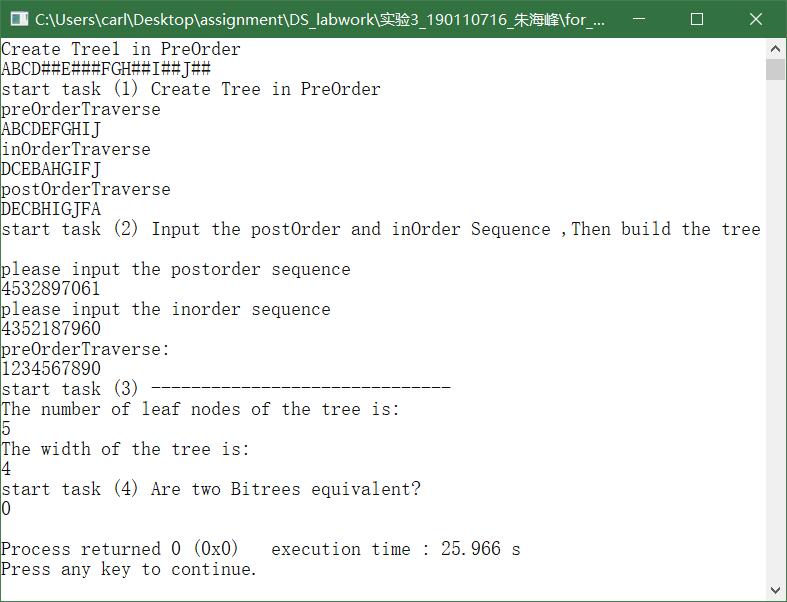 C:\Users\carl\Desktop\assignment\DS_labwork\实验3_190110716_朱海峰\for_...
Create Tree1 in PreOrder
ABCD##E###FGH##I##J##
start task (1) Create Tree in PreOrder
preOrderTraverse
ABCDEFGHIJ
inOrderTraverse
DCEBAHGIFJ
postOrderTraverse
DECBHIGJFA
start task (2) Input the postOrder and inOrder Sequence ,Then build the tree
please input the postorder sequence
4532897061
please input the inorder sequence
4352187960
preOrderTraverse:
1234567890
start task (3) ------------------------------
The number of leaf nodes of the tree is:
5
The width of the tree is:
4
start task (4) Are two Bitrees equivalent?
0
Process returned 0 (0x0)   execution time : 25.966 s
Press any key to continue.